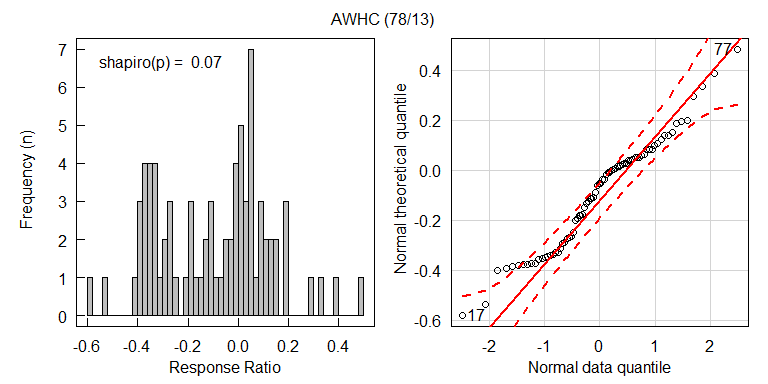 AWHC (78/13)
shapiro(p) = 0.07
Frequency (n)
7
6
5
4
3
2
1
0
-0.6 -0.4 -0.2 0.0 0.2 0.4
Response Ratio
Normal theoretical quantile
0.4
0.2
0.0
-0.2
-0.4
-0.6
77
17
-2 -1 0 1 2
Normal data quantile